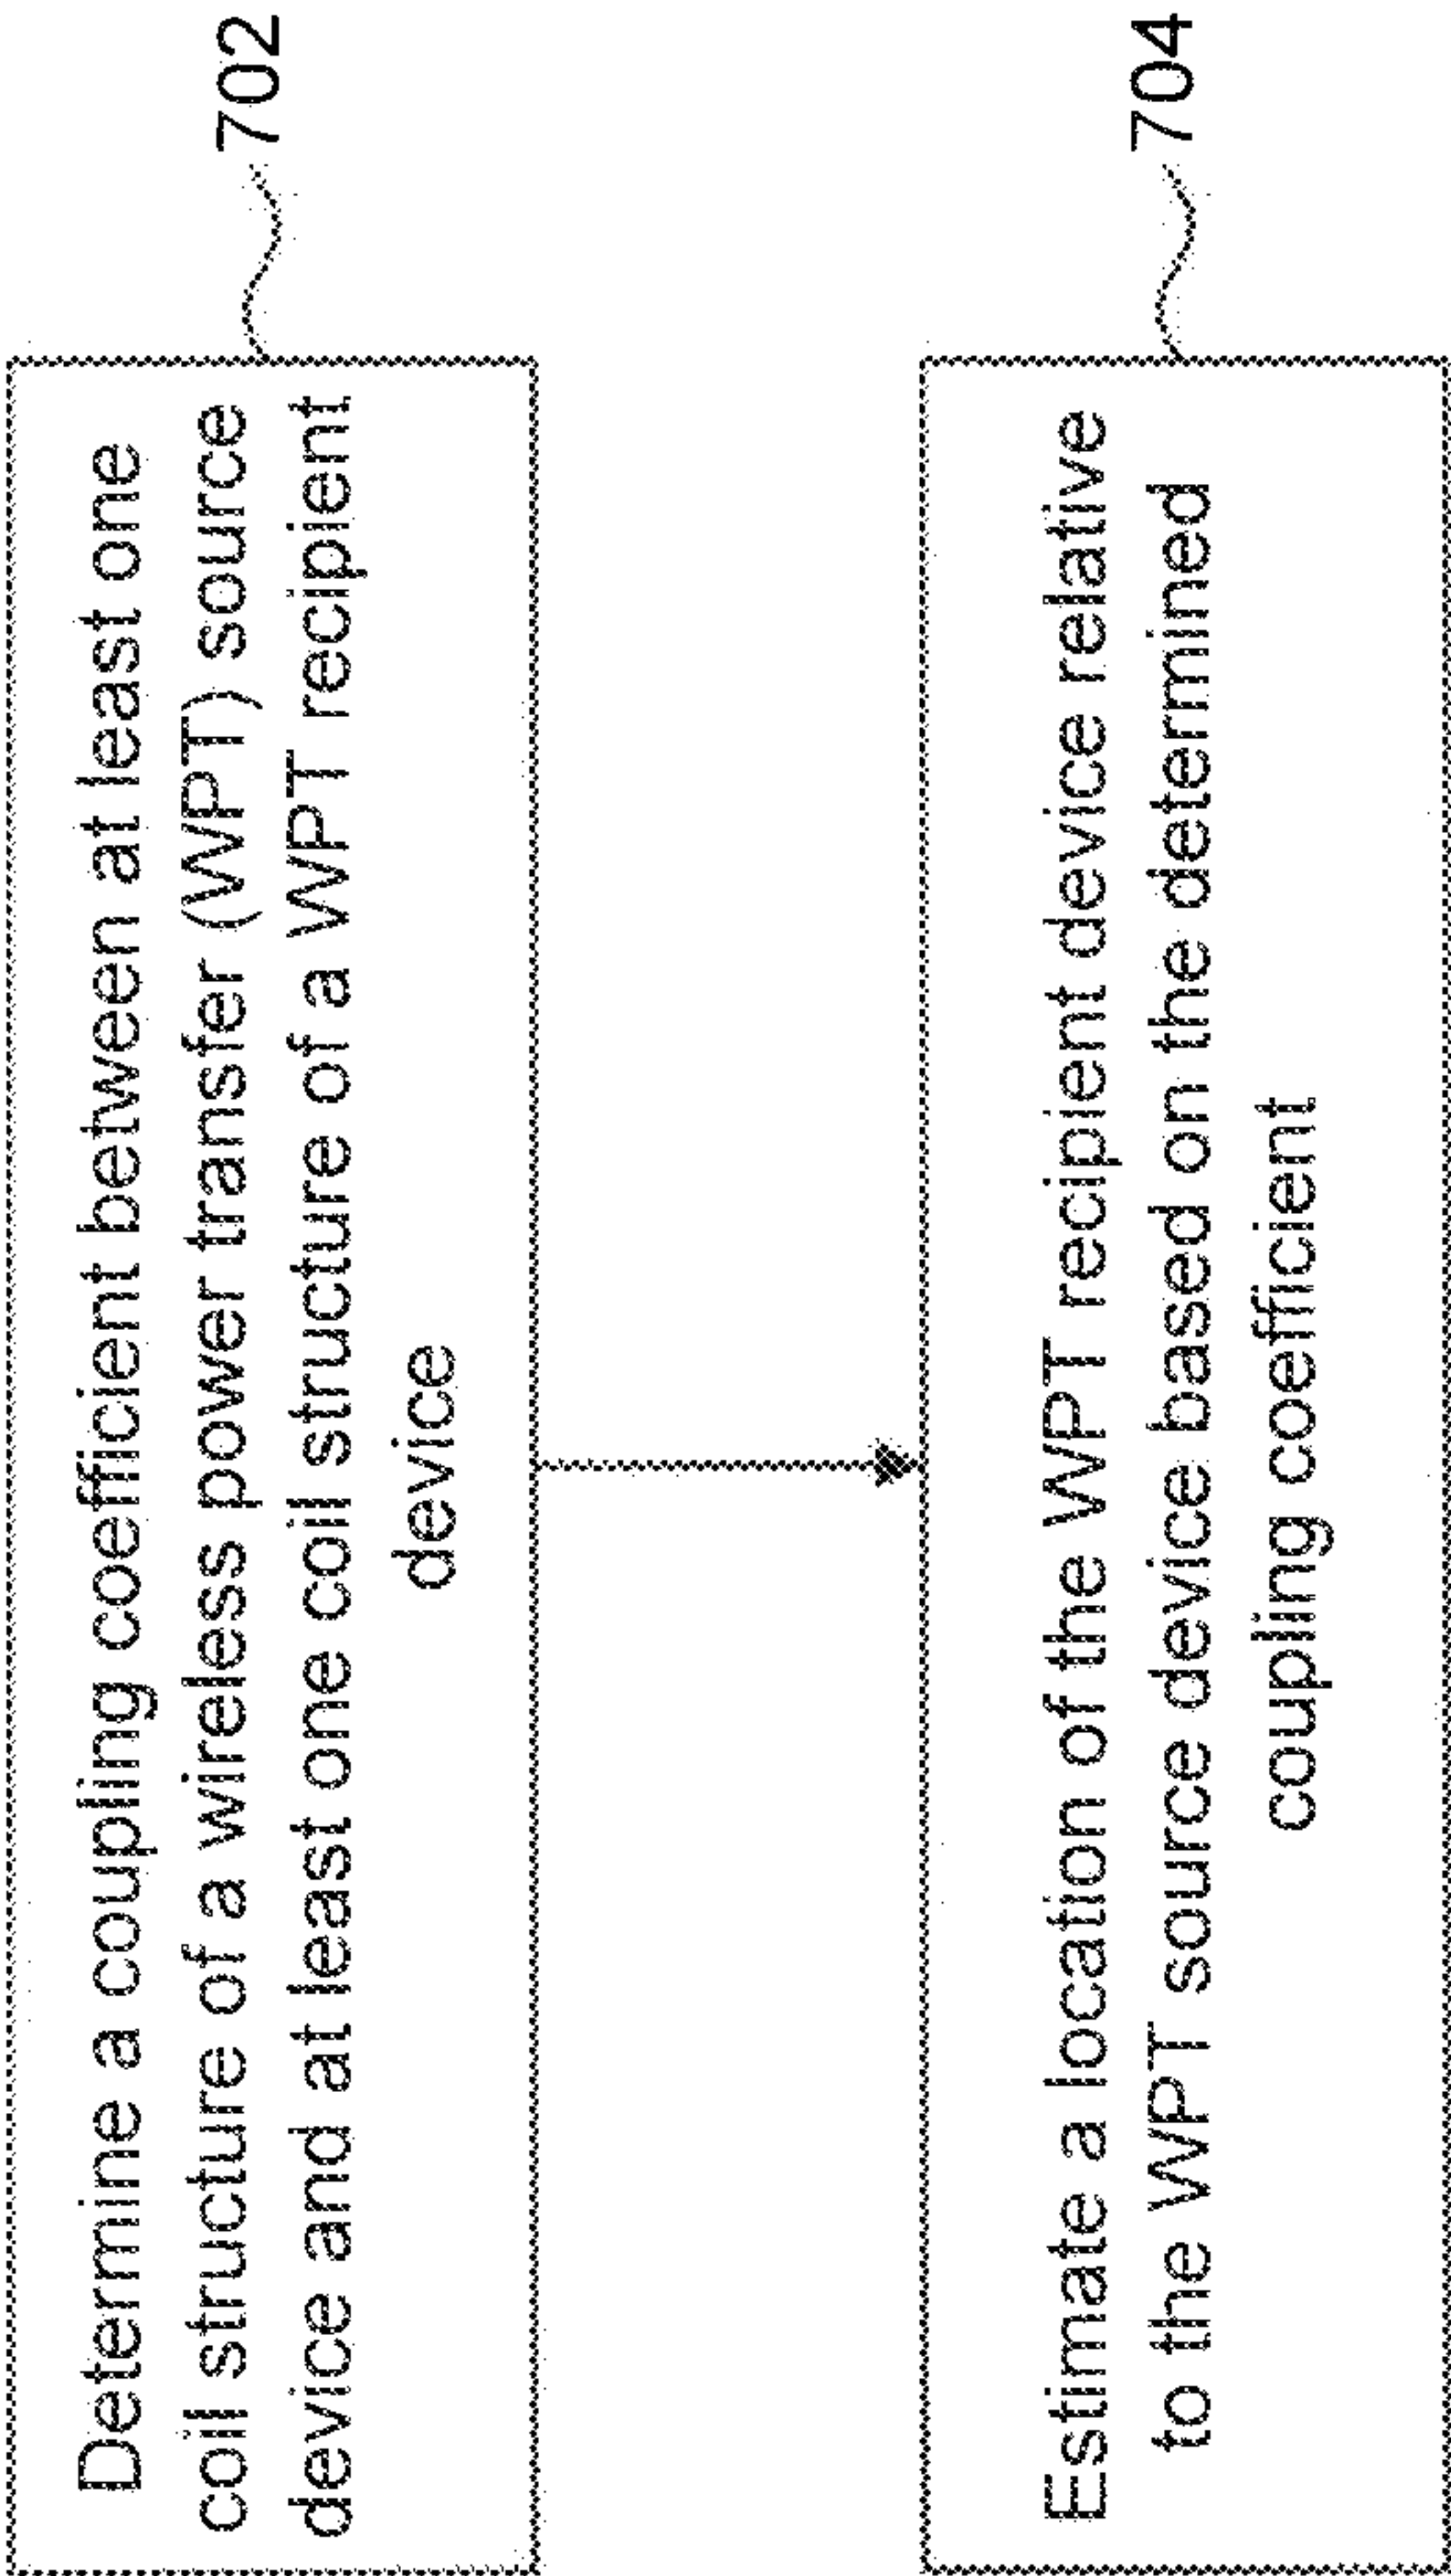 Determine a coupling coefficient between at least one
coil structure of a wireless power transfer (WPT) source
device and at least one coil structure of a WPT recipient
device
702
Estimate a location of the WPT recipient device relative
to the WPT source device based on the determined
coupling coefficient
704